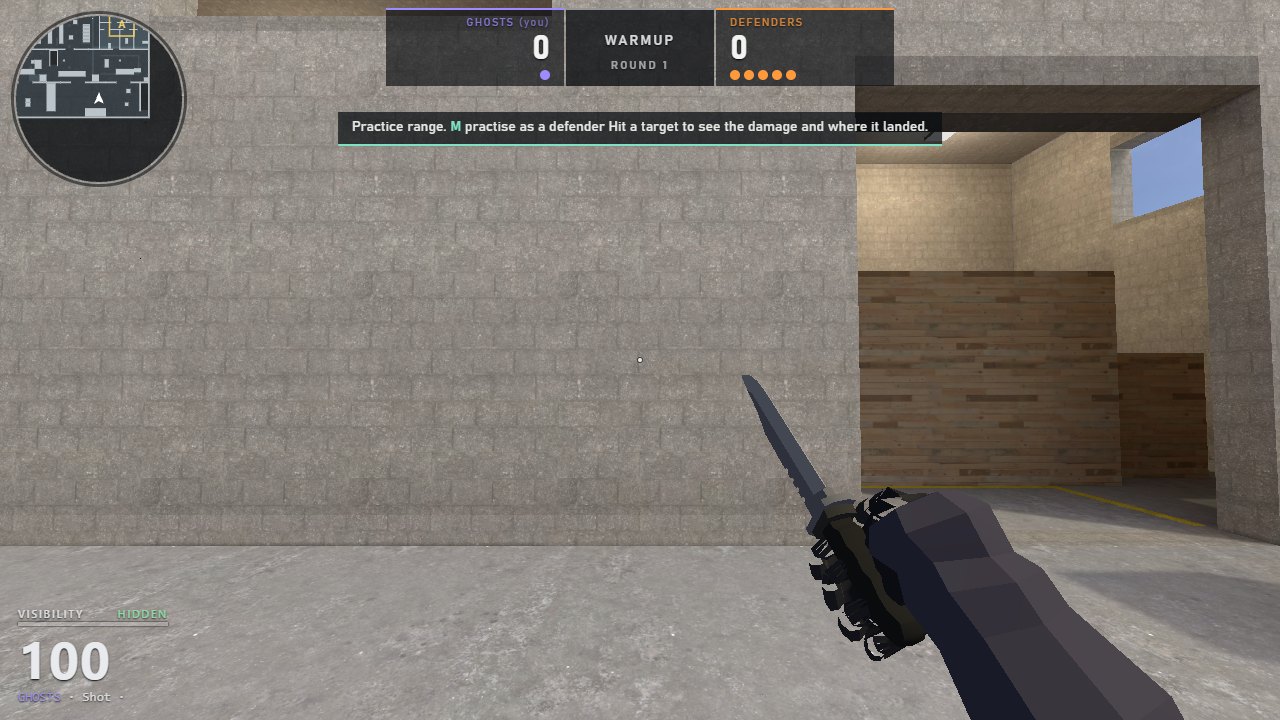 A
GHOSTS (you)
0
WARMUP
ROUND 1
DEFENDERS
0
Practice range. M practise as a defender Hit a target to see the damage and where it landed.
VISIBILITY HIDDEN
100
GHOSTS · Shot ·